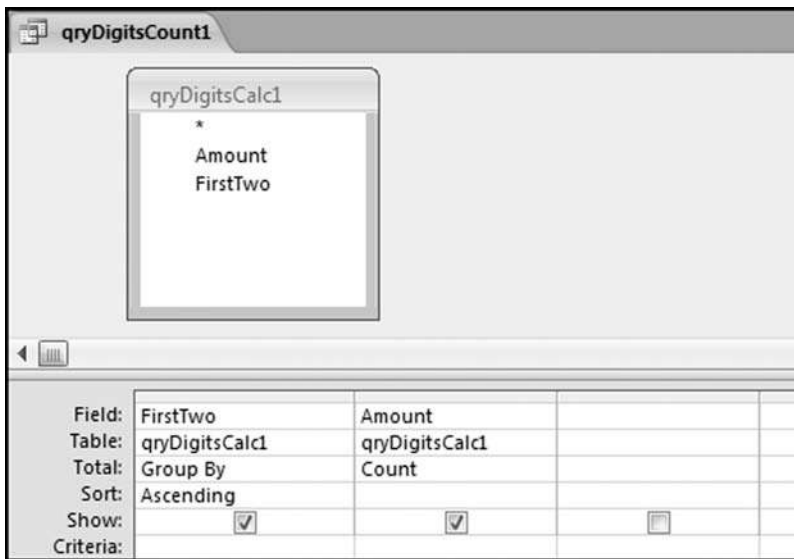 qryDigitsCount1
qryDigitsCalc1
*
Amount
FirstTwo
Field: FirstTwo Amount
Table: qryDigitsCalc1 qryDigitsCalc1
Total: Group By Count
Sort: Ascending
Show:
Criteria: